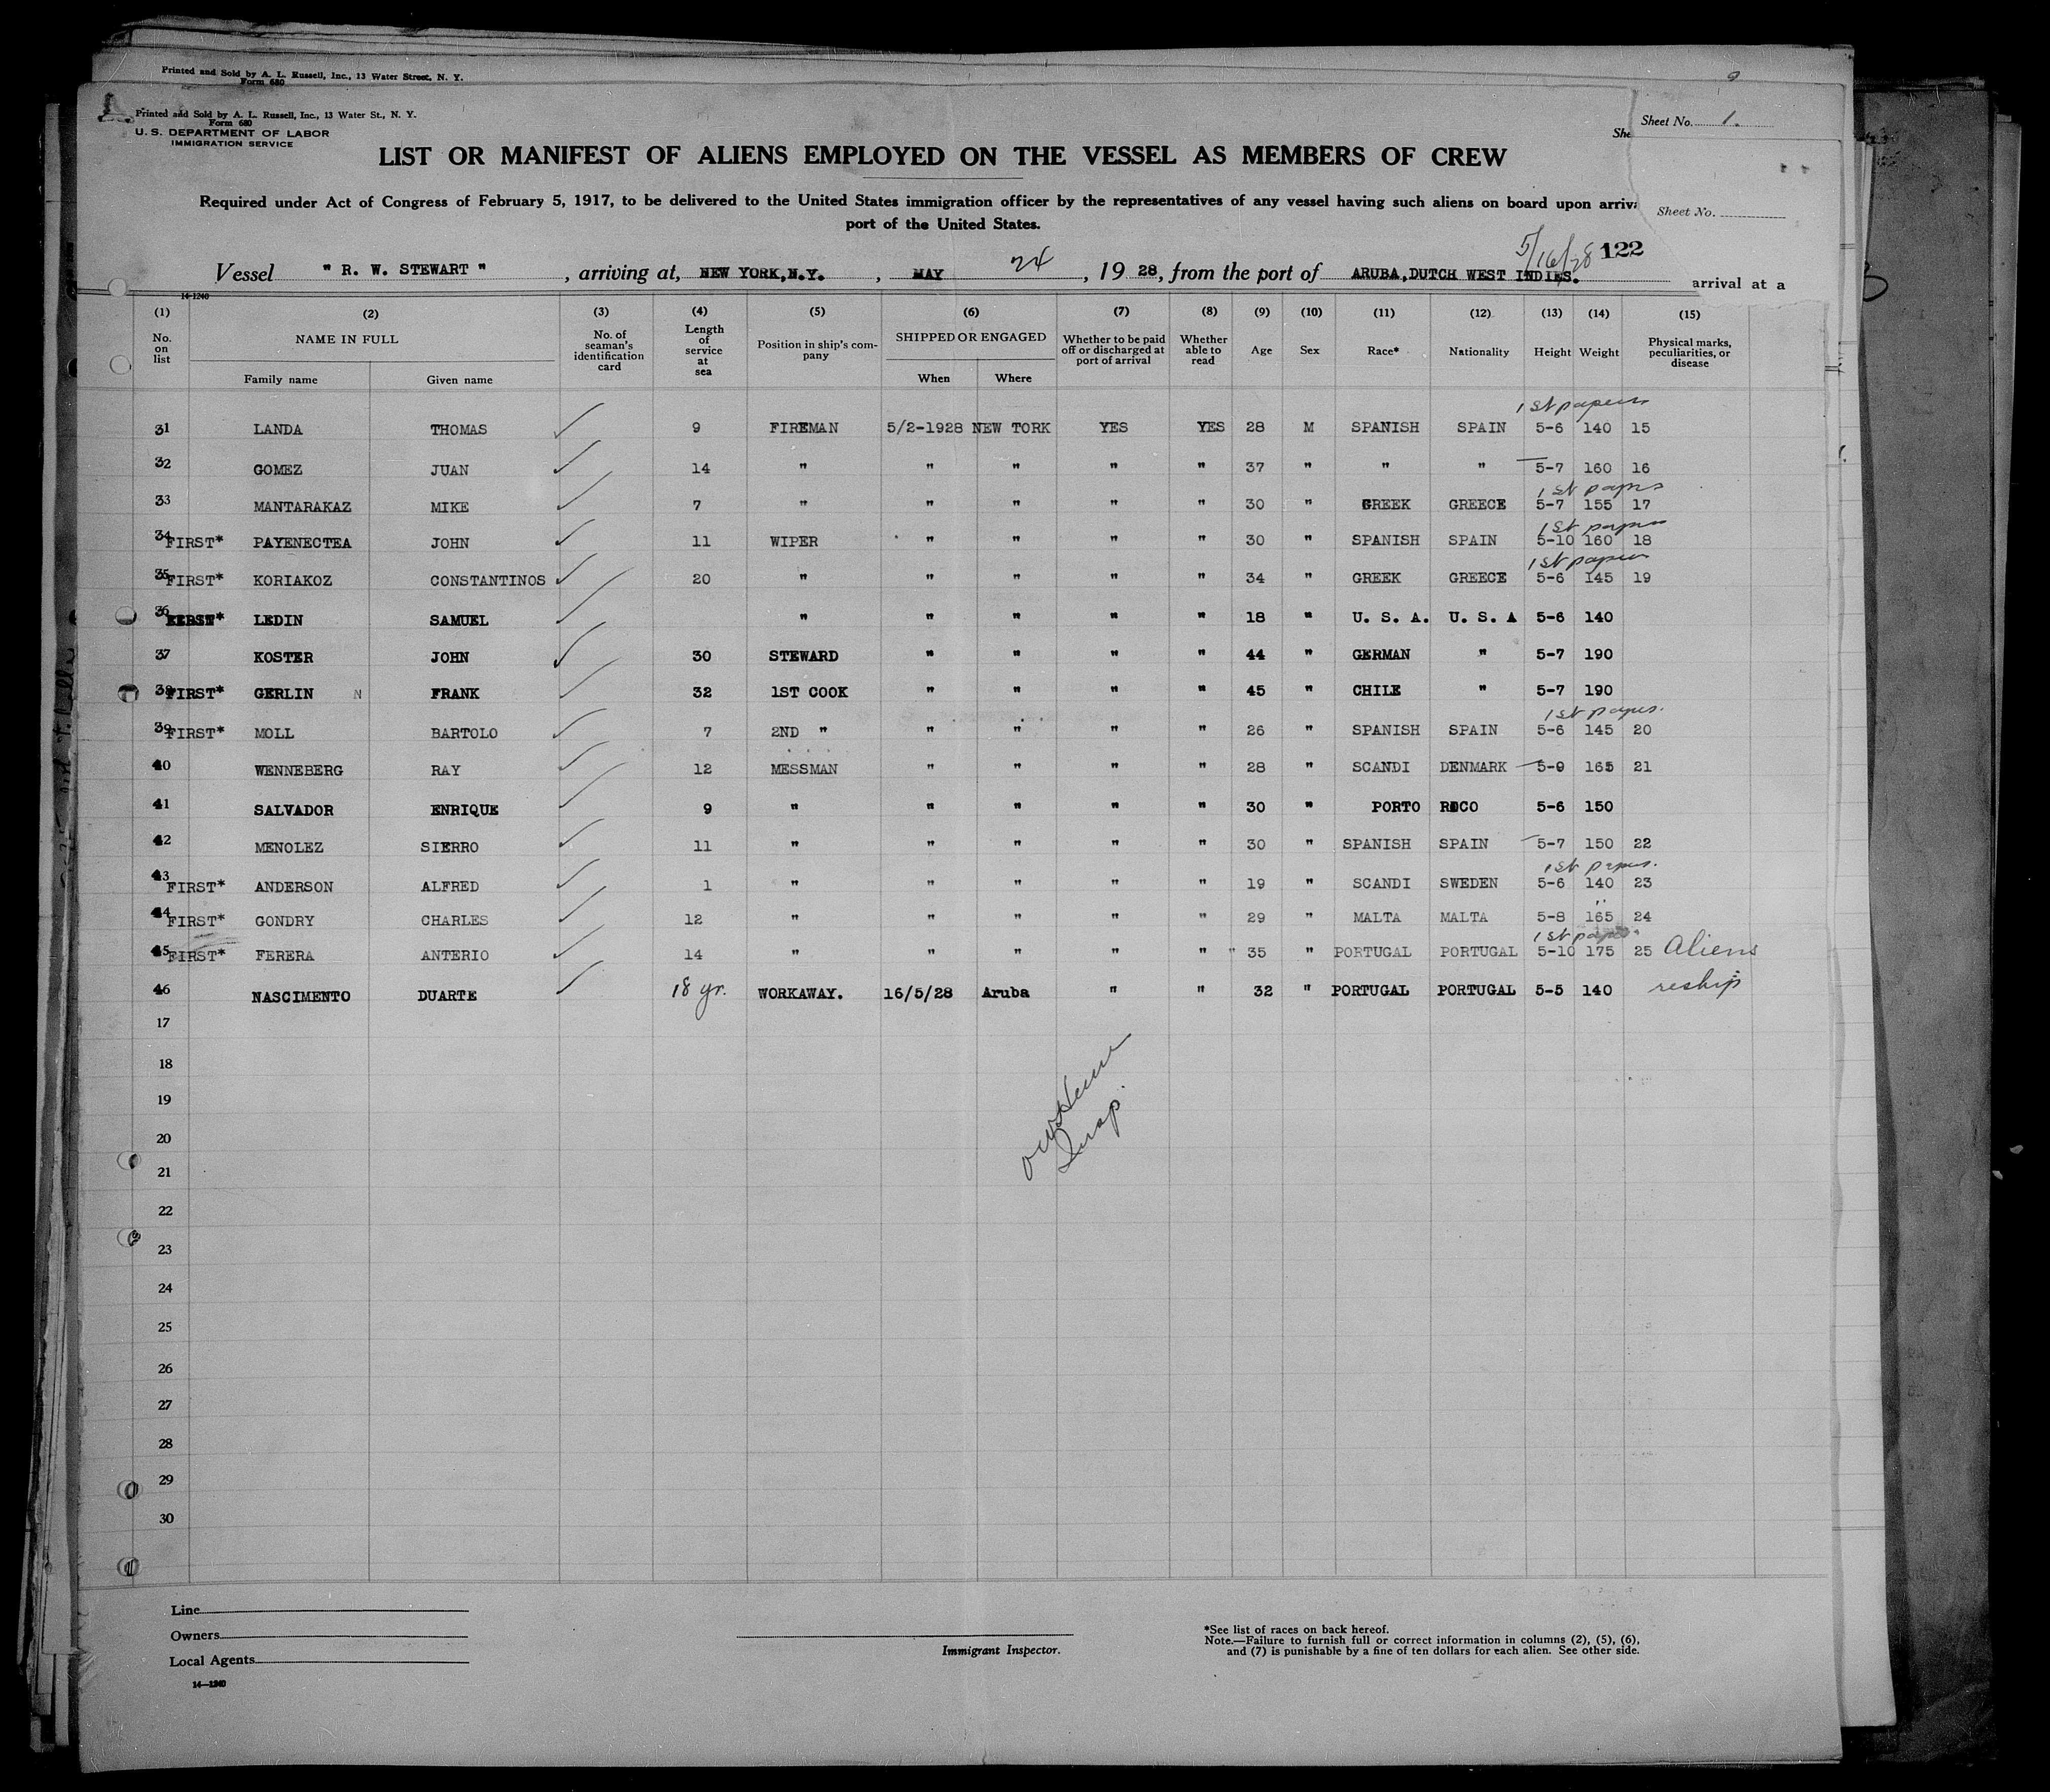 Printed and Sold by A. L. Russell, Inc., 13 Water Street, N. Y.
Form 680
Printed and Sold by A. L. Russell, Inc., 13 Water St., N. Y.
Form 680
U. S. DEPARTMENT OF LABOR
IMMIGRATION SERVICE
Sheet No. 1.
LIST OR MANIFEST OF ALIENS EMPLOYED ON THE VESSEL AS MEMBERS OF CREW
Required under Act of Congress of February 5, 1917, to be delivered to the United States immigration officer by the representatives of any vessel having such aliens on board upon
Sheet No.
port of the United States.
5/16/28 122
Vessel " R. W. STEWART ", arriving at, NEW YORK,N.Y., MAY 24, 19 28, from the port of ARUBA,DUTCH WEST INDIES.
arrival at a
14-1240
(1) (2) (3) (4) (5) (6) (7) (8) (9) (10) (11) (12) (13) (14) (15)
No. on list NAME IN FULL Family name Given name No. of seaman's identification card Length of service at sea Position in ship's company SHIPPED OR ENGAGED When Where Whether to be paid off or discharged at port of arrival Whether able to read Age Sex Race* Nationality Height Weight Physical marks, peculiarities, or disease
1st papers
31 LANDA THOMAS 9 FIREMAN 5/2-1928 NEW TORK YES YES 28 M SPANISH SPAIN 5-6 140 15
32 GOMEZ JUAN 14 " " " " " 37 " " " 5-7 160 16
1st papers
33 MANTARAKAZ MIKE 7 " " " " " 30 " GREEK GREECE 5-7 155 17
1st papers
34 FIRST* PAYENECTEA JOHN 11 WIPER " " " " 30 " SPANISH SPAIN 5-10 160 18
1st papers
35 FIRST* KORIAKOZ CONSTANTINOS 20 " " " " " 34 " GREEK GREECE 5-6 145 19
36 FIRST* LEDIN SAMUEL " " " " " 18 " U. S. A. U. S. A 5-6 140
37 KOSTER JOHN 30 STEWARD " " " " 44 " GERMAN " 5-7 190
38 FIRST* GERLIN N FRANK 32 1ST COOK " " " " 45 " CHILE " 5-7 190
1st papers.
39 FIRST* MOLL BARTOLO 7 2ND " " " " " 26 " SPANISH SPAIN 5-6 145 20
40 WENNEBERG RAY 12 MESSMAN " " " " 28 " SCANDI DENMARK 5-9 165 21
41 SALVADOR ENRIQUE 9 " " " " " 30 " PORTO RICO 5-6 150
42 MENOLEZ SIERRO 11 " " " " " 30 " SPANISH SPAIN 5-7 150 22
1st papers.
43 FIRST* ANDERSON ALFRED 1 " " " " " 19 " SCANDI SWEDEN 5-6 140 23
44 FIRST* GONDRY CHARLES 12 " " " " " 29 " MALTA MALTA 5-8 165 24
1st papers
45 FIRST* FERERA ANTERIO 14 " " " " " 35 " PORTUGAL PORTUGAL 5-10 175 25 Aliens
46 NASCIMENTO DUARTE 18 yr. WORKAWAY. 16/5/28 Aruba " " 32 " PORTUGAL PORTUGAL 5-5 140 reship
17
18
19
20
Insp.
21
22
23
24
25
26
27
28
29
30
Line
Owners
Local Agents
14—1240
Immigrant Inspector.
*See list of races on back hereof.
Note.—Failure to furnish full or correct information in columns (2), (5), (6),
and (7) is punishable by a fine of ten dollars for each alien. See other side.